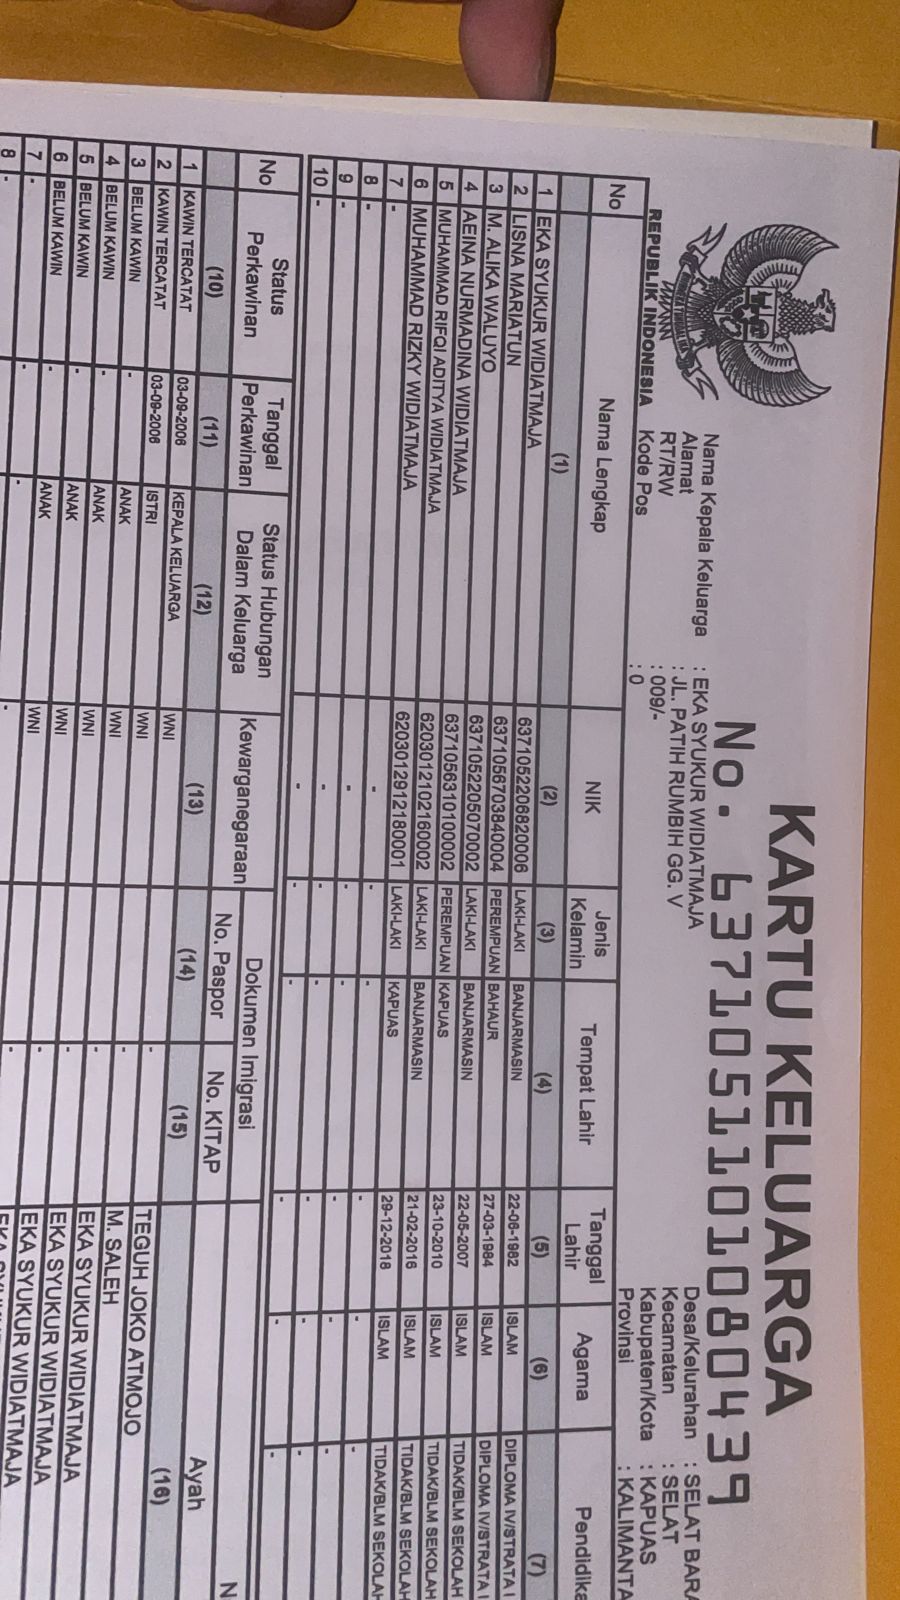 KARTU KELUARGA
No. 6371051101080439
REPUBLIK INDONESIA
Nama Kepala Keluarga : EKA SYUKUR WIDIATMAJA
Alamat : JL. PATIH RUMBIH GG. V
RT/RW : 009/-
Kode Pos : 0
Desa/Kelurahan : SELAT BARA
Kecamatan : SELAT
Kabupaten/Kota : KAPUAS
Provinsi : KALIMANTA
No Nama Lengkap NIK Jenis Kelamin Tempat Lahir Tanggal Lahir Agama Pendidika
(1) (2) (3) (4) (5) (6) (7)
1 EKA SYUKUR WIDIATMAJA 6371052206820006 LAKI-LAKI BANJARMASIN 22-06-1982 ISLAM DIPLOMA IV/STRATA I
2 LISNA MARIATUN 6371056703840004 PEREMPUAN BAHAUR 27-03-1984 ISLAM DIPLOMA IV/STRATA I
3 M. ALIKA WALUYO 6371052205070002 LAKI-LAKI BANJARMASIN 22-05-2007 ISLAM TIDAK/BLM SEKOLAH
4 AEINA NURMADINA WIDIATMAJA 6371056310100002 PEREMPUAN KAPUAS 23-10-2010 ISLAM TIDAK/BLM SEKOLAH
5 MUHAMMAD RIFQI ADITYA WIDIATMAJA 6203012102160002 LAKI-LAKI BANJARMASIN 21-02-2016 ISLAM TIDAK/BLM SEKOLAH
6 MUHAMMAD RIZKY WIDIATMAJA 6203012912180001 LAKI-LAKI KAPUAS 29-12-2018 ISLAM TIDAK/BLM SEKOLAH
7 - - - - - - -
8 - - - - - - -
9 - - - - - - -
10 - - - - - - -
No Status Perkawinan Tanggal Perkawinan Status Hubungan Dalam Keluarga Kewarganegaraan Dokumen Imigrasi N
No. Paspor No. KITAP Ayah
(10) (11) (12) (13) (14) (15) (16)
1 KAWIN TERCATAT 03-09-2006 KEPALA KELUARGA WNI - TEGUH JOKO ATMOJO
2 KAWIN TERCATAT 03-09-2006 ISTRI WNI - M. SALEH
3 BELUM KAWIN - ANAK WNI - EKA SYUKUR WIDIATMAJA
4 BELUM KAWIN - ANAK WNI - EKA SYUKUR WIDIATMAJA
5 BELUM KAWIN - ANAK WNI - EKA SYUKUR WIDIATMAJA
6 BELUM KAWIN - ANAK WNI - EKA
7 - - - -
8 -